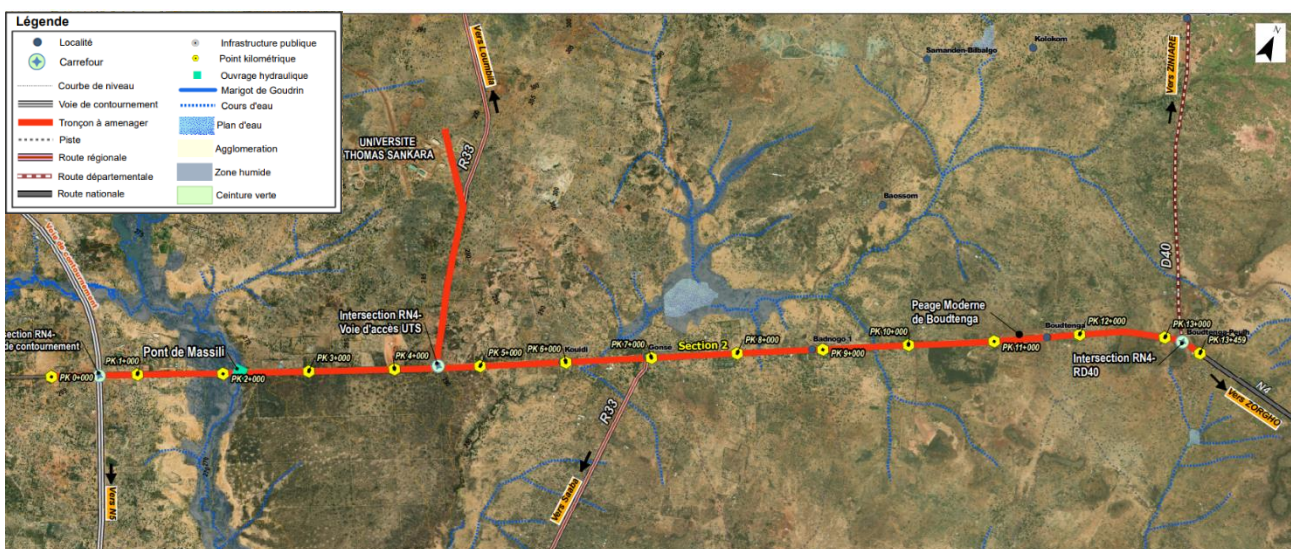 Légende
Localité
Carrefour
Courbe de niveau
Voie de contournement
Tronçon à amenager
Piste
Route régionale
Route départementale
Route nationale
Infrastructure publique
Point kilométrique
Ouvrage hydraulique
Marigot de Goudrin
Cours d'eau
Plan d'eau
Agglomeration
Zone humide
Ceinture verte
Vers Loumbila
R33
UNIVERSITE
THOMAS SANKARA
Samanden-Bilbalgo
Kolokom
Vers ZINIARE
Baossom
D40
Voie de contournement
section RN4-
de contournement
PK 0+000
PK 1+000
Pont de Massili
PK 2+000
PK 3+000
Intersection RN4-
Voie d'accès UTS
PK 4+000
PK 5+000
PK 6+000
Kouidi
PK 7+000
Gonse
Section 2
PK 8+000
Badnogo 1
PK 9+000
PK 10+000
Peage Moderne
de Boudtenga
PK 11+000
Boudtenga
PK 12+000
PK 13+000
Boudtenga-Peulh
PK 13+459
Intersection RN4-
RD40
N4
Vers ZORGHO
R33
Vers Saaba
Vers N5